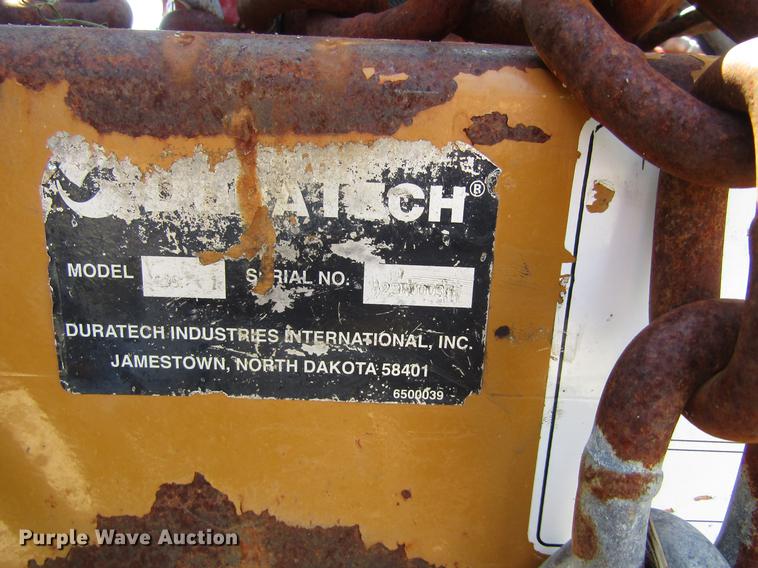 DURATECH®
MODEL SERIAL NO.
DURATECH INDUSTRIES INTERNATIONAL, INC.
JAMESTOWN, NORTH DAKOTA 58401
6500039
Purple Wave Auction